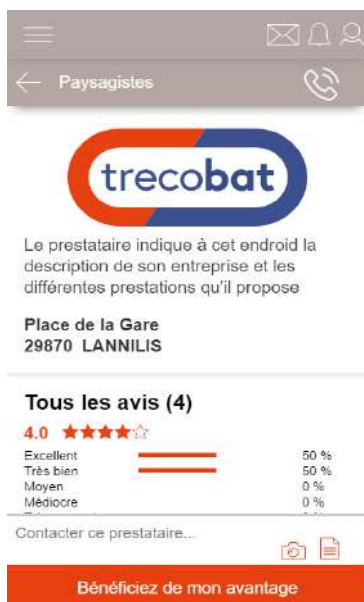 Paysagistes
trecobat
Le prestataire indique à cet endroid la
description de son entreprise et les
différentes prestations qu'il propose
Place de la Gare
29870 LANNILIS
Tous les avis (4)
4.0
Excellent 50 %
Très bien 50 %
Moyen 0 %
Médiocre 0 %
Contacter ce prestataire...
Bénéficiez de mon avantage